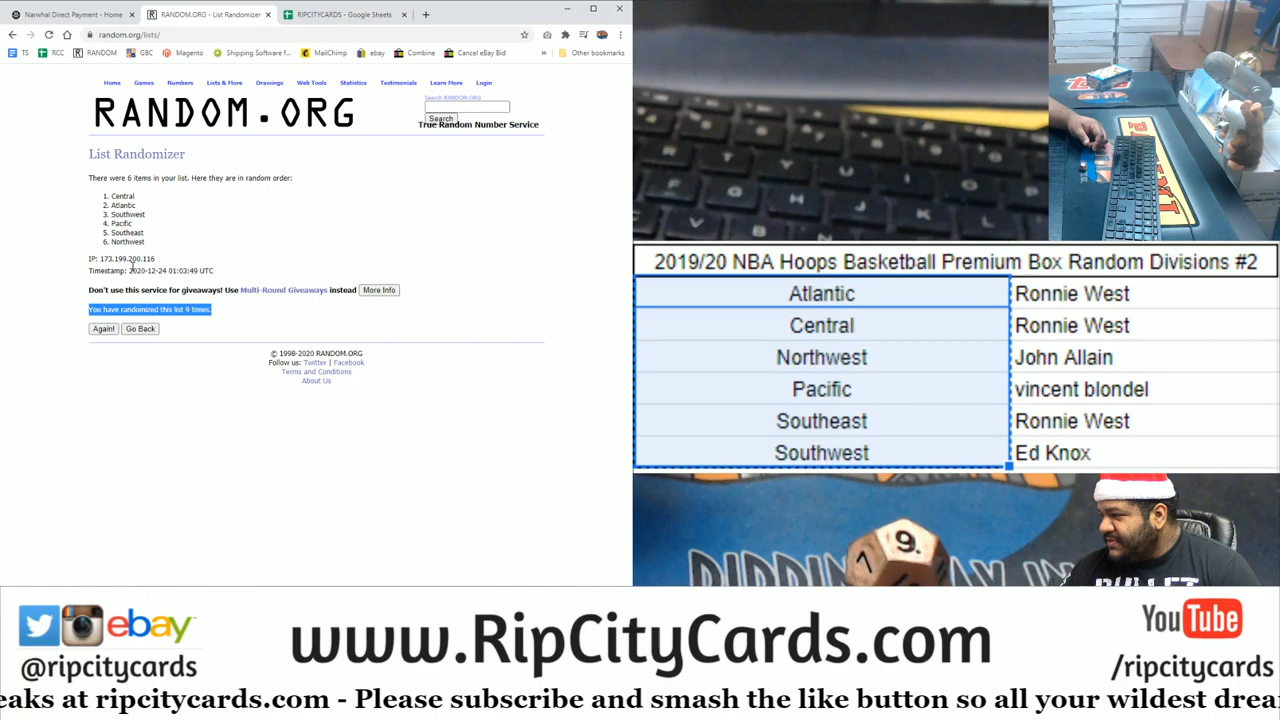 Narwhal Direct Payment - Home
RANDOM.ORG - List Randomizer
RIPCITYCARDS - Google Sheets
random.org/lists/
TS RCC RANDOM GBC Magento Shipping Software f... MailChimp ebay Combine Cancel eBay Bid » Other bookmarks
Home Games Numbers Lists & More Drawings Web Tools Statistics Testimonials Learn More Login
RANDOM.ORG
Search RANDOM.ORG
Search
True Random Number Service
List Randomizer
There were 6 items in your list. Here they are in random order:
1. Central
2. Atlantic
3. Southwest
4. Pacific
5. Southeast
6. Northwest
IP: 173.199.200.116
Timestamp: 2020-12-24 01:03:49 UTC
Don't use this service for giveaways! Use Multi-Round Giveaways instead More Info
You have randomized this list 9 times.
Again! Go Back
© 1998-2020 RANDOM.ORG
Follow us: Twitter | Facebook
Terms and Conditions
About Us
2019/20 NBA Hoops Basketball Premium Box Random Divisions #2
Atlantic Ronnie West
Central Ronnie West
Northwest John Allain
Pacific vincent blondel
Southeast Ronnie West
Southwest Ed Knox
9.
7
ebay
@ripcitycards
www.RipCityCards.com
YouTube
/ripcitycards
eaks at ripcitycards.com - Please subscribe and smash the like button so all your wildest drea